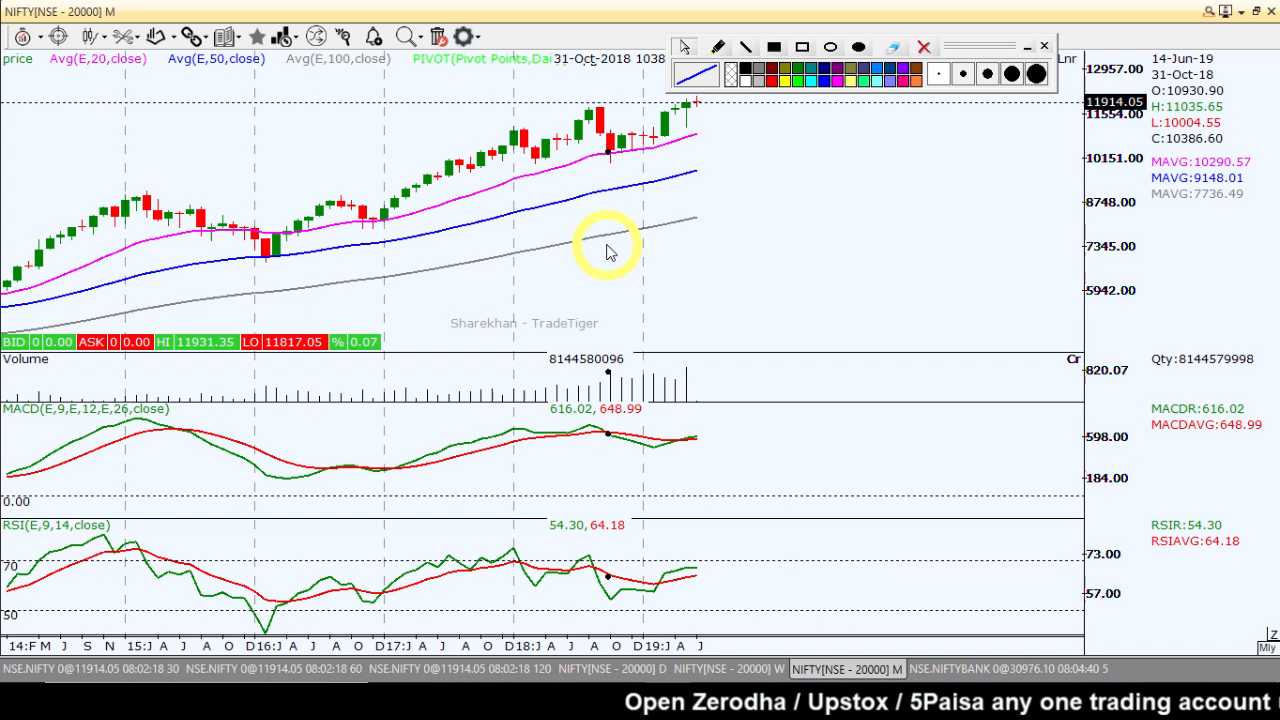 NIFTY[NSE - 20000] M
price Avg(E,20,close) Avg(E,50,close) Avg(E,100,close) PIVOT(Pivot Points,Dai 31-Oct-2018 1038 Lnr
14-Jun-19
31-Oct-18
O:10930.90
H:11035.65
L:10004.55
C:10386.60
MAVG:10290.57
MAVG:9148.01
MAVG:7736.49
12957.00
11914.05
11554.00
10151.00
8748.00
7345.00
5942.00
Sharekhan - TradeTiger
BID 0 0.00 ASK 0 0.00 HI 11931.35 LO 11817.05 % 0.07
Volume 8144580096 Cr Qty:8144579998
820.07
MACD(E,9,E,12,E,26,close) 616.02, 648.99 MACDR:616.02
MACDAVG:648.99
598.00
184.00
0.00
RSI(E,9,14,close) 54.30, 64.18 RSIR:54.30
RSIAVG:64.18
73.00
70
57.00
50
14:F M J S N 15:J A J A O D 16:J A J A O D 17:J A J A O D 18:J A J A O D 19:J A J
Z
Mly
NSE.NIFTY 0@11914.05 08:02:18 30 NSE.NIFTY 0@11914.05 08:02:18 60 NSE.NIFTY 0@11914.05 08:02:18 120 NIFTY[NSE - 20000] D NIFTY[NSE - 20000] W NIFTY[NSE - 20000] M NSE.NIFTYBANK 0@30976.10 08:04:40 5
Open Zerodha / Upstox / 5Paisa any one trading account